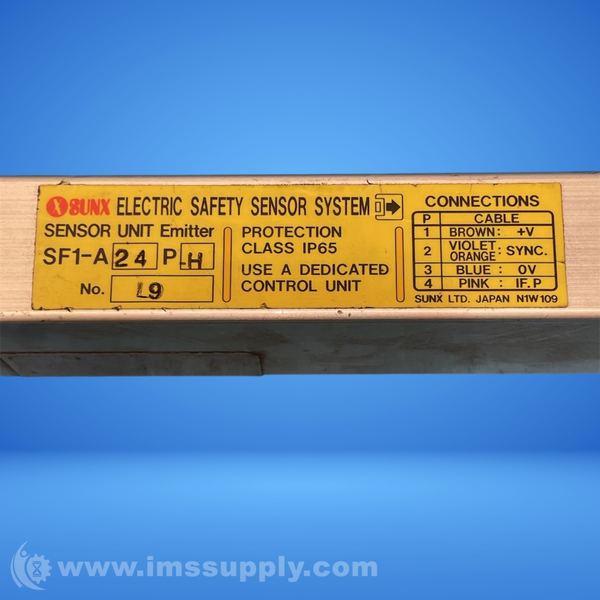 SUNX ELECTRIC SAFETY SENSOR SYSTEM
SENSOR UNIT Emitter
SF1-A 24 P -H
No. L9
PROTECTION
CLASS IP65
USE A DEDICATED
CONTROL UNIT
CONNECTIONS
P CABLE
1 BROWN: +V
2 VIOLET ORANGE: SYNC.
3 BLUE : 0V
4 PINK : IF.P
SUNX LTD. JAPAN N1W109
www.imssupply.com